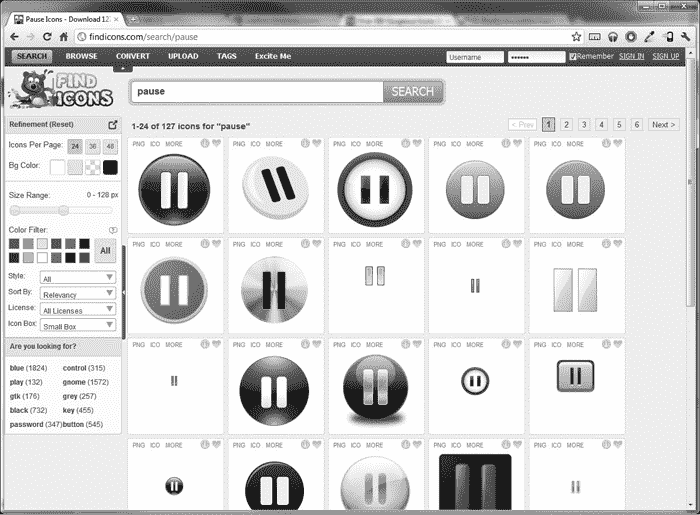 Pause Icons - Download 12
findicons.com/search/pause
SEARCH BROWSE CONVERT UPLOAD TAGS Excite Me
Username •••••• Remember SIGN IN SIGN UP
FIND ICONS
pause SEARCH
Refinement (Reset)
1-24 of 127 icons for "pause"
< Prev 1 2 3 4 5 6 Next >
Icons Per Page: 24 36 48
Bg Color:
Size Range: 0 - 128 px
Color Filter:
All
Style: All
Sort By: Relevancy
License: All Licenses
Icon Box: Small Box
Are you looking for?
blue (1824) control (315)
play (132) gnome (1572)
gtk (176) grey (257)
black (732) key (455)
password (347) button (545)
PNG ICO MORE PNG ICO MORE PNG ICO MORE PNG ICO MORE PNG ICO MORE
PNG ICO MORE PNG ICO MORE PNG ICO MORE PNG ICO MORE PNG ICO MORE
PNG ICO MORE PNG ICO MORE PNG ICO MORE PNG ICO MORE PNG ICO MORE
PNG ICO MORE PNG ICO MORE PNG ICO MORE PNG ICO MORE PNG ICO MORE